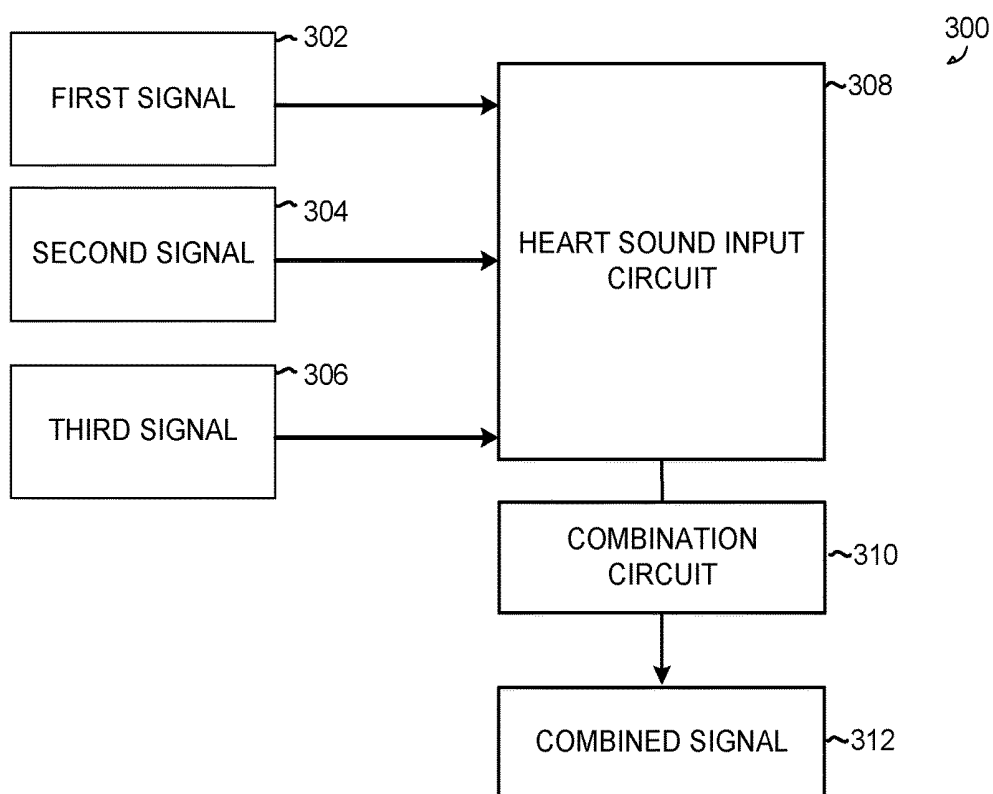 300
302
FIRST SIGNAL
304
SECOND SIGNAL
306
THIRD SIGNAL
308
HEART SOUND INPUT
CIRCUIT
COMBINATION
CIRCUIT
310
COMBINED SIGNAL
312